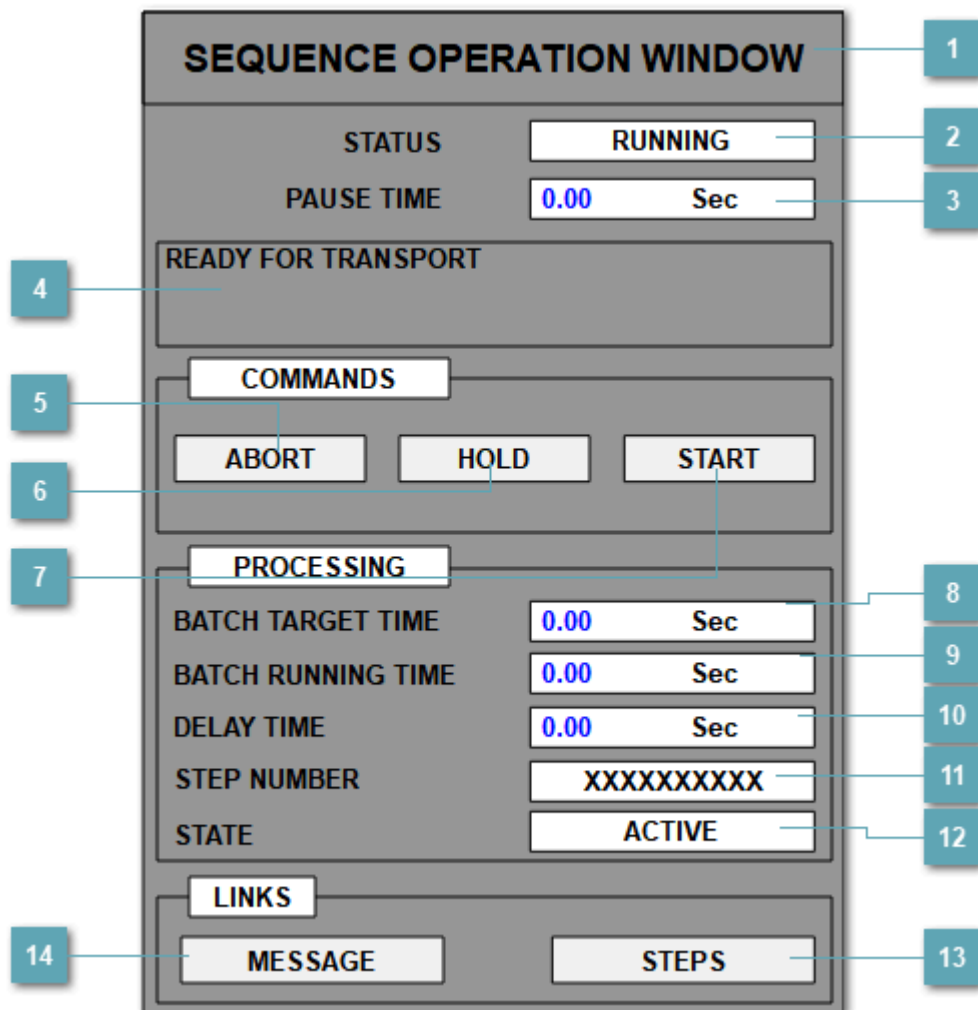 SEQUENCE OPERATION WINDOW 1
STATUS RUNNING 2
PAUSE TIME 0.00 Sec 3
READY FOR TRANSPORT
4
COMMANDS
5
ABORT HOLD START
6
PROCESSING
7
BATCH TARGET TIME 0.00 Sec 8
BATCH RUNNING TIME 0.00 Sec 9
DELAY TIME 0.00 Sec 10
STEP NUMBER XXXXXXXXXX 11
STATE ACTIVE 12
LINKS
14 MESSAGE STEPS 13